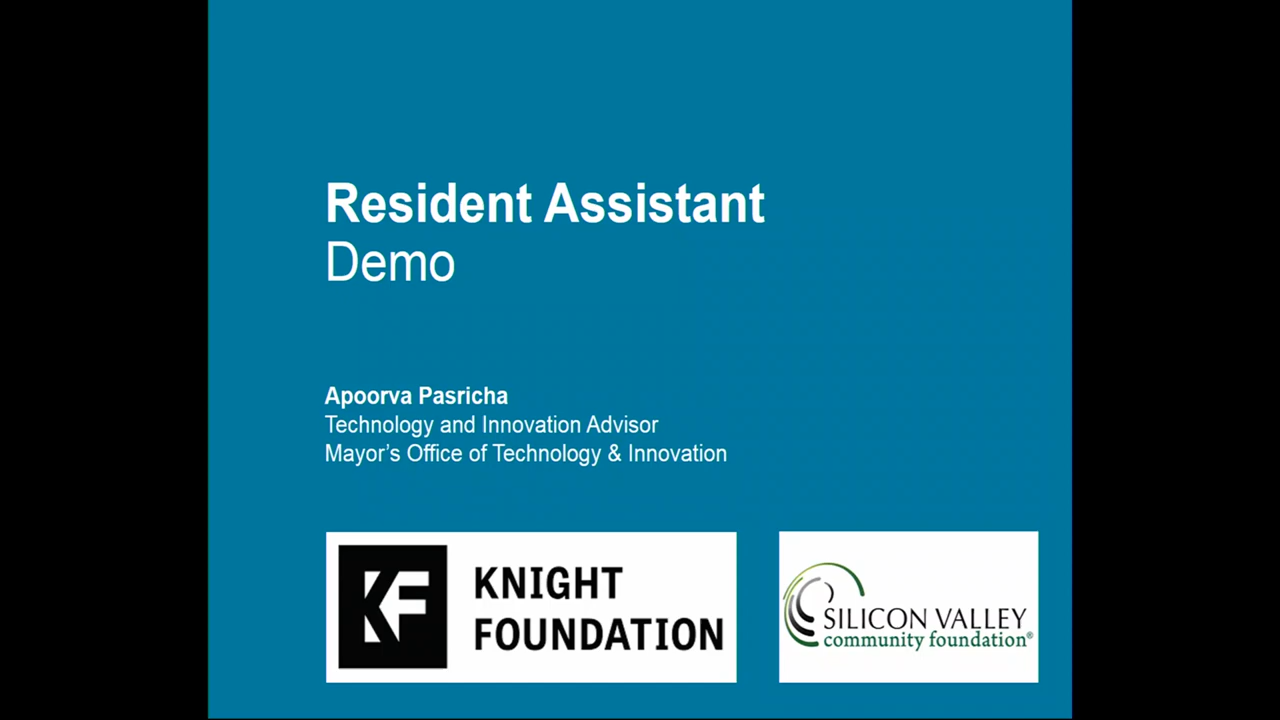 Resident Assistant
Demo
Apoorva Pasricha
Technology and Innovation Advisor
Mayor's Office of Technology & Innovation
KF
KNIGHT
FOUNDATION
SILICON VALLEY
community foundation®